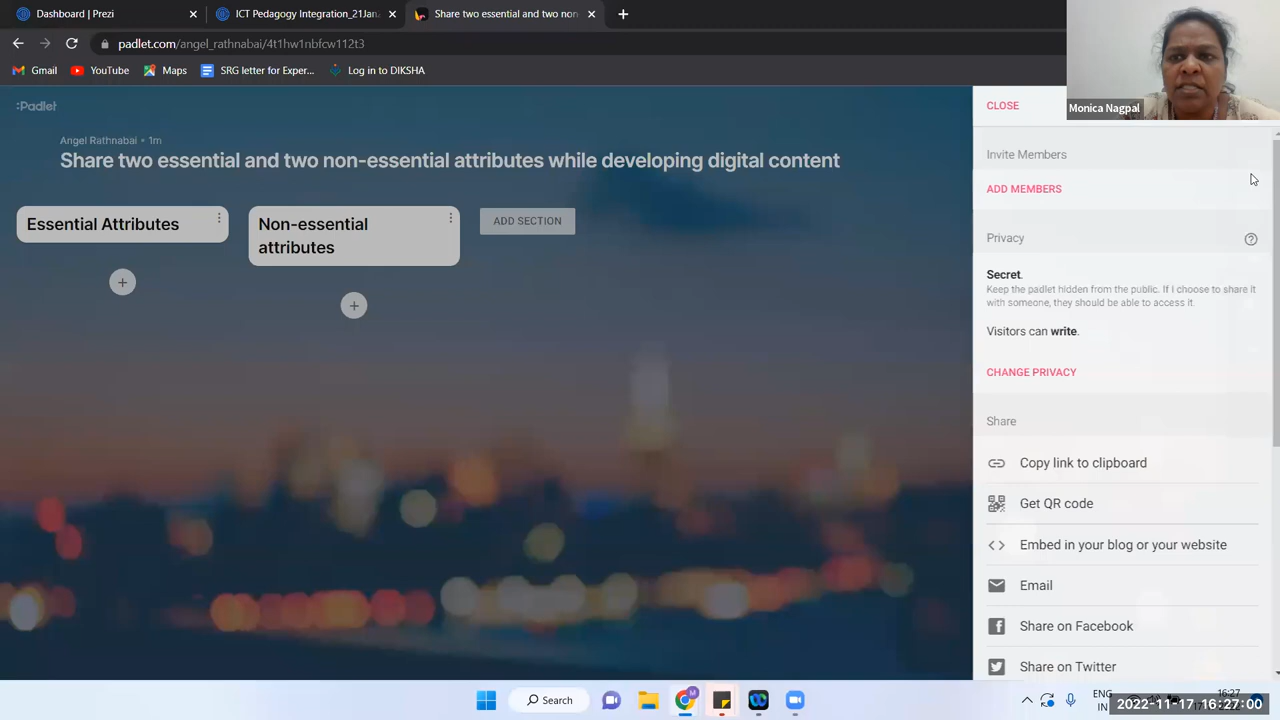 Dashboard | Prezi
ICT Pedagogy Integration_21Jan
Share two essential and two non
padlet.com/angel_rathnabai/4t1hw1nbfcw112t3
Gmail
YouTube
Maps
SRG letter for Exper...
Log in to DIKSHA
Monica Nagpal
:Padlet
Angel Rathnabai • 1m
Share two essential and two non-essential attributes while developing digital content
Essential Attributes
Non-essential
attributes
ADD SECTION
CLOSE
Invite Members
ADD MEMBERS
Privacy
Secret.
Keep the padlet hidden from the public. If I choose to share it
with someone, they should be able to access it.
Visitors can write.
CHANGE PRIVACY
Share
Copy link to clipboard
Get QR code
Embed in your blog or your website
Email
Share on Facebook
Share on Twitter
Search
ENG
IN
16:27
2022-11-17 16:27:00